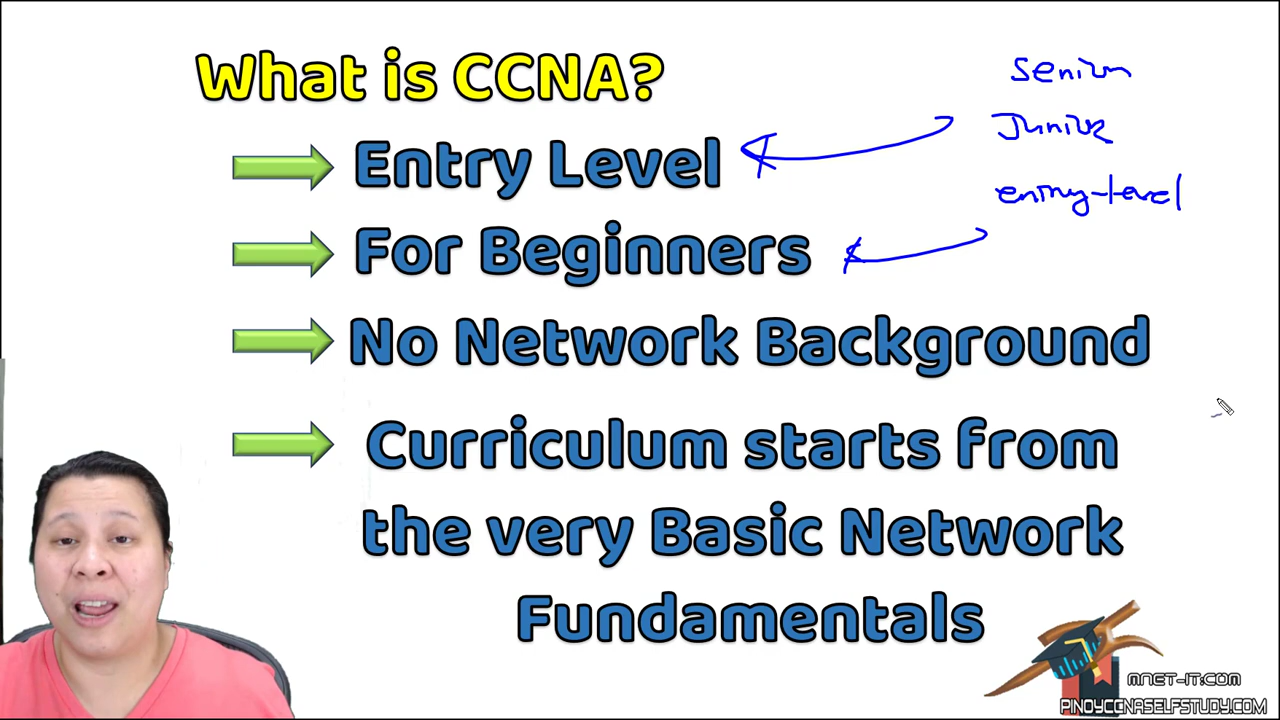 What is CCNA?
Senior
Entry Level
Junior
entry-level
For Beginners
No Network Background
Curriculum starts from
the very Basic Network
Fundamentals
MNET-IT.COM
PINOYCCNASELFSTUDY.COM